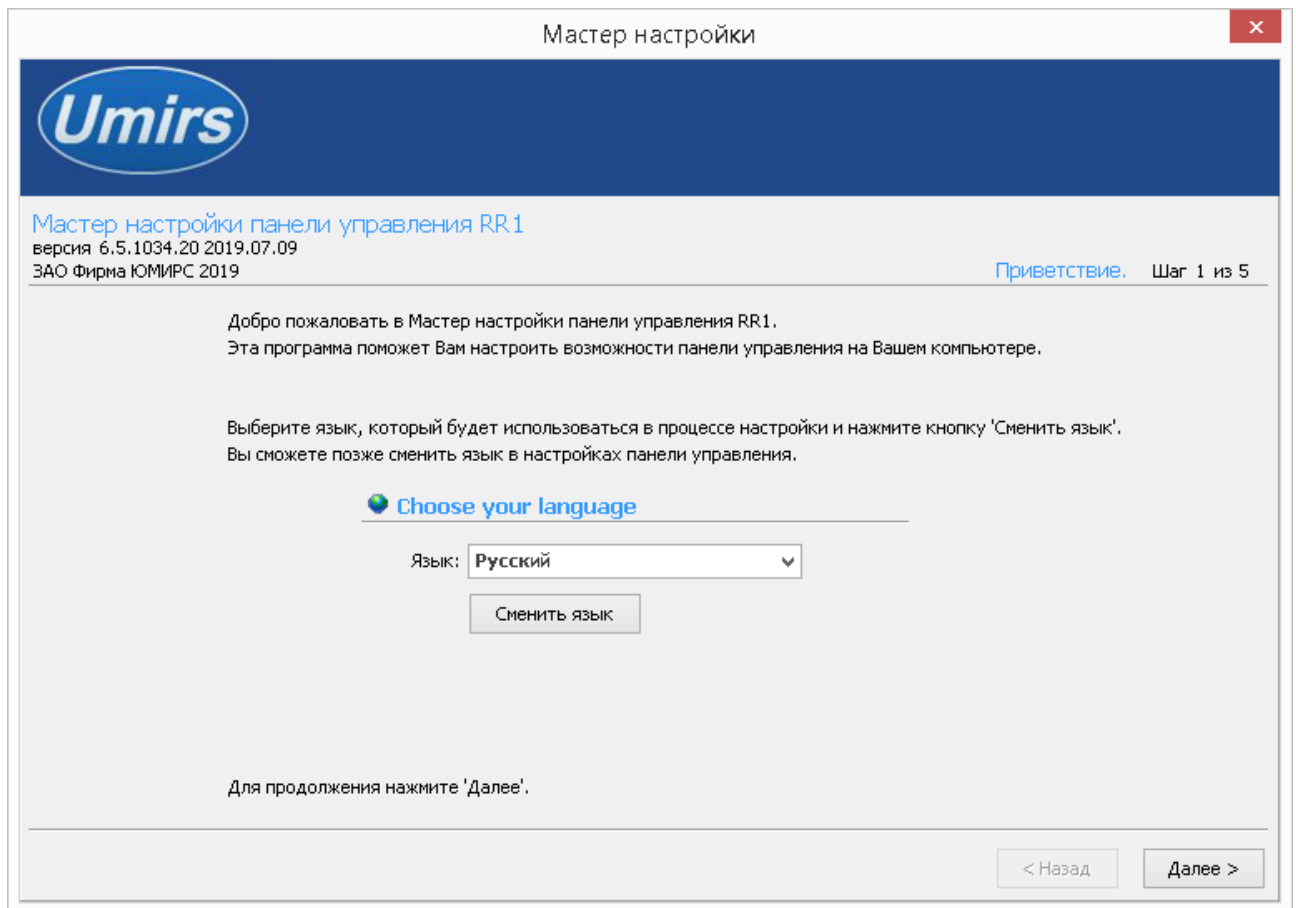 Мастер настройки
Umirs
Мастер настройки панели управления RR1
версия 6.5.1034.20 2019.07.09
ЗАО Фирма ЮМИРС 2019
Приветствие. Шаг 1 из 5
Добро пожаловать в Мастер настройки панели управления RR1.
Эта программа поможет Вам настроить возможности панели управления на Вашем компьютере.
Выберите язык, который будет использоваться в процессе настройки и нажмите кнопку 'Сменить язык'.
Вы сможете позже сменить язык в настройках панели управления.
Choose your language
Язык: Русский
Сменить язык
Для продолжения нажмите 'Далее'.
< Назад Далее >